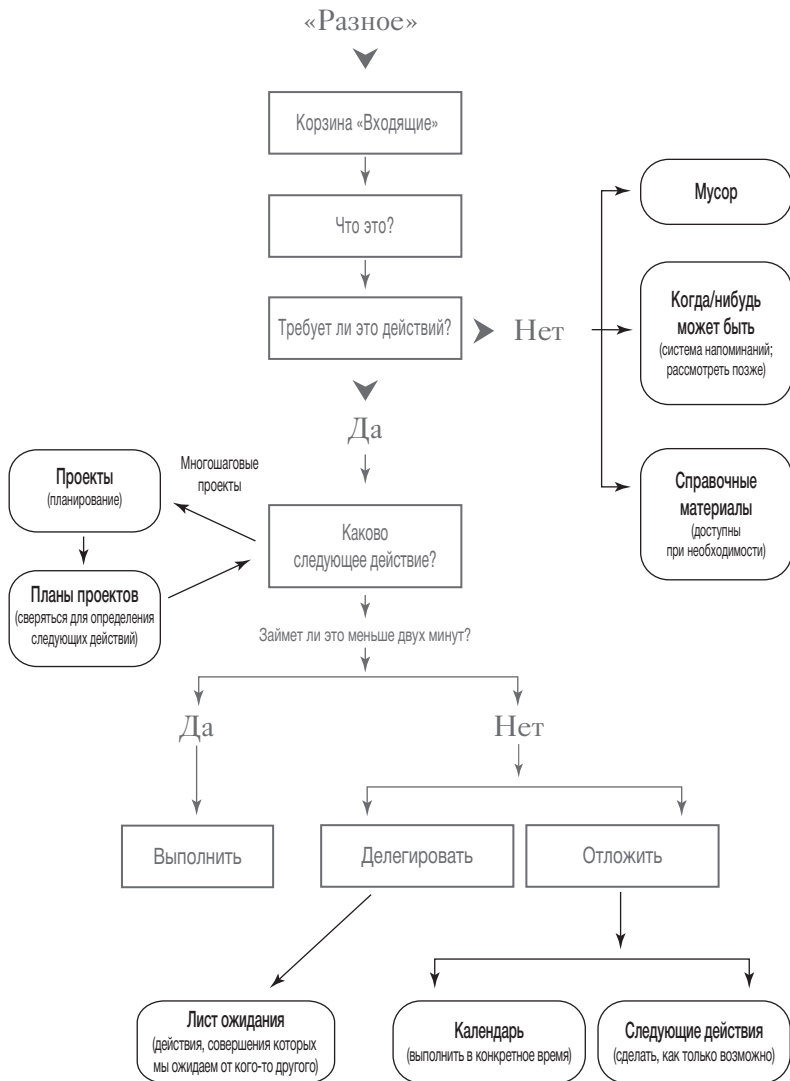 «Разное»
Корзина «Входящие»
Что это?
Требует ли это действий?
Нет
Мусор
Когда/нибудь
может быть
(система напоминаний;
рассмотреть позже)
Справочные
материалы
(доступны
при необходимости)
Да
Многошаговые
проекты
Проекты
(планирование)
Каково
следующее действие?
Планы проектов
(сверяться для определения
следующих действий)
Займет ли это меньше двух минут?
Да
Нет
Выполнить
Делегировать
Отложить
Лист ожидания
(действия, совершения которых
мы ожидаем от кого-то другого)
Календарь
(выполнить в конкретное время)
Следующие действия
(сделать, как только возможно)